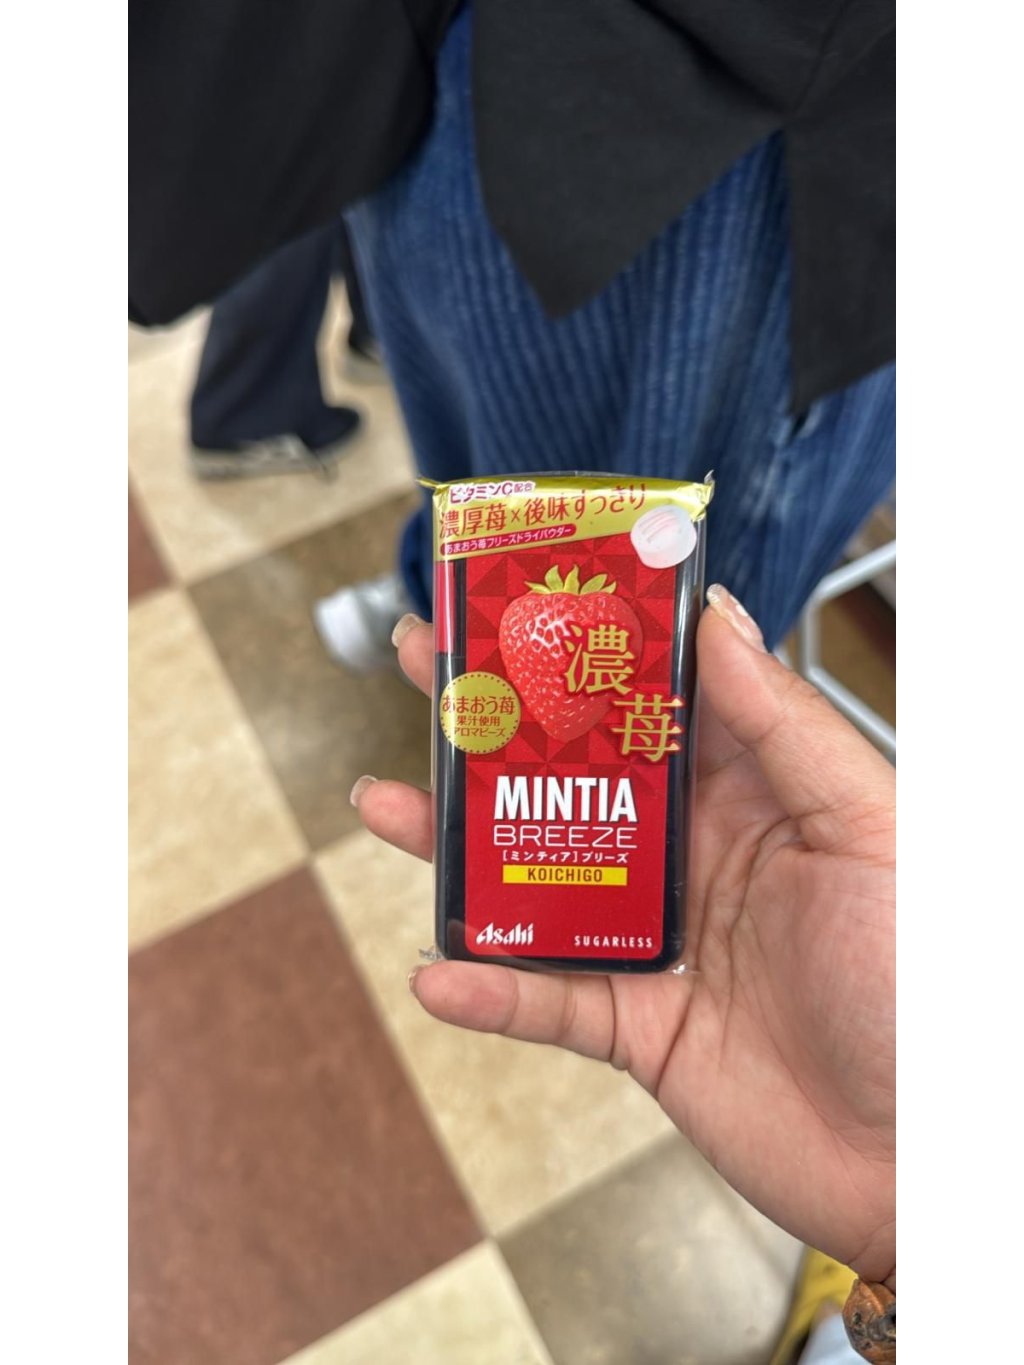 ビタミンC配合
濃厚苺×後味すっきり
あまおう苺フリーズドライパウダー
濃
苺
あまおう苺
果汁使用
アロマビーズ
MINTIA
BREEZE
［ミンティア］ブリーズ
KOICHIGO
Asahi
SUGARLESS